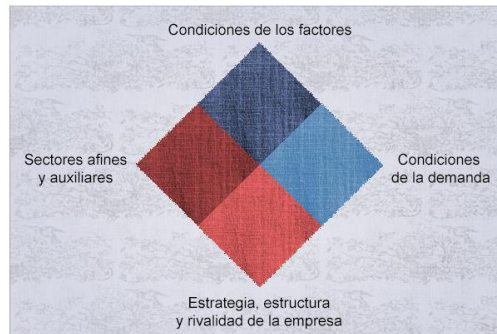 Condiciones de los factores
Sectores afines
y auxiliares
Condiciones
de la demanda
Estrategia, estructura
y rivalidad de la empresa